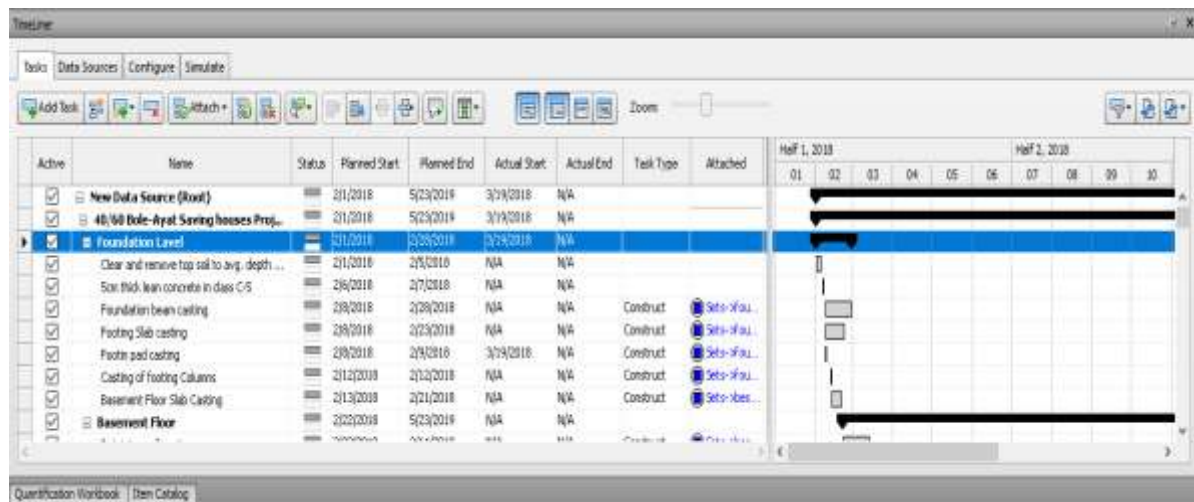 TimeLiner
Tasks Data Sources Configure Simulate
Add Task Attach Zoom:
Active Name Status Planned Start Planned End Actual Start Actual End Task Type Attached
Half 1, 2018 Half 2, 2018
01 02 03 04 05 06 07 08 09 10
New Data Source (Root) 2/1/2018 5/23/2019 3/19/2018 N/A
40/60 Bole-Ayat Saving houses Proj... 2/1/2018 5/23/2019 3/19/2018 N/A
Foundation Level 2/1/2018 2/28/2018 3/19/2018 N/A
Clear and remove top soil to avg. depth ... 2/1/2018 2/5/2018 N/A N/A
5cm thick lean concrete in class C-5 2/6/2018 2/7/2018 N/A N/A
Foundation beam casting 2/8/2018 2/28/2018 N/A N/A Construct Sets->Fou...
Footing Slab casting 2/8/2018 2/23/2018 N/A N/A Construct Sets->Fou...
Footin pad casting 2/8/2018 2/9/2018 3/19/2018 N/A Construct Sets->Fou...
Casting of footing Columns 2/12/2018 2/12/2018 N/A N/A Construct Sets->Fou...
Basement Floor Slab Casting 2/13/2018 2/21/2018 N/A N/A Construct Sets->bes...
Basement Floor 2/22/2018 5/23/2019 N/A N/A
Quantification Workbook Item Catalog